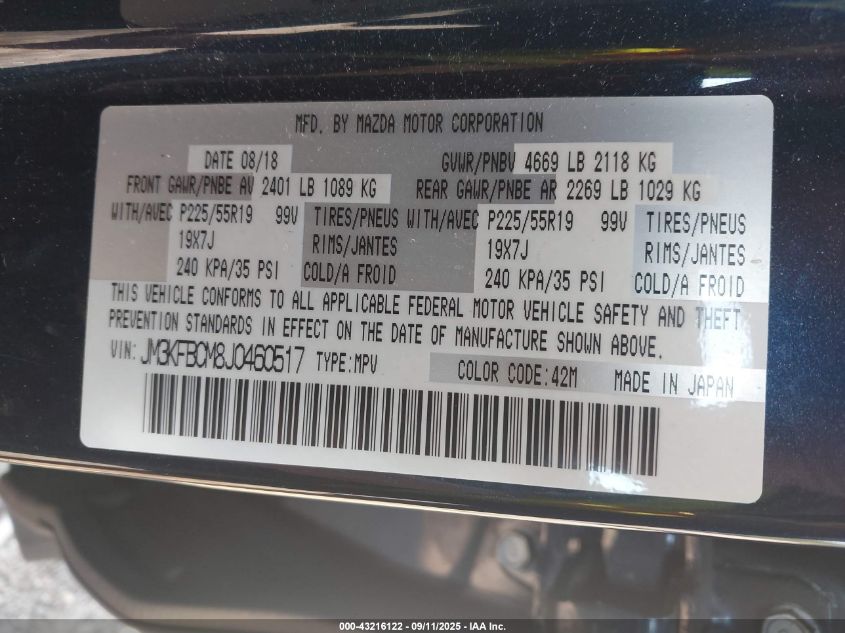 MFD. BY MAZDA MOTOR CORPORATION
DATE 08/18 GVWR/PNBV 4669 LB 2118 KG
FRONT GAWR/PNBE AV 2401 LB 1089 KG REAR GAWR/PNBE AR 2269 LB 1029 KG
WITH/AVEC P225/55R19 99V TIRES/PNEUS WITH/AVEC P225/55R19 99V TIRES/PNEUS
19X7J RIMS/JANTES 19X7J RIMS/JANTES
240 KPA/35 PSI COLD/A FROID 240 KPA/35 PSI COLD/A FROID
THIS VEHICLE CONFORMS TO ALL APPLICABLE FEDERAL MOTOR VEHICLE SAFETY AND THEFT
PREVENTION STANDARDS IN EFFECT ON THE DATE OF MANUFACTURE SHOWN ABOVE.
VIN: JM3KFBCM8J0460517 TYPE:MPV COLOR CODE:42M MADE IN JAPAN
000-43216122 - 09/11/2025 - IAA Inc.